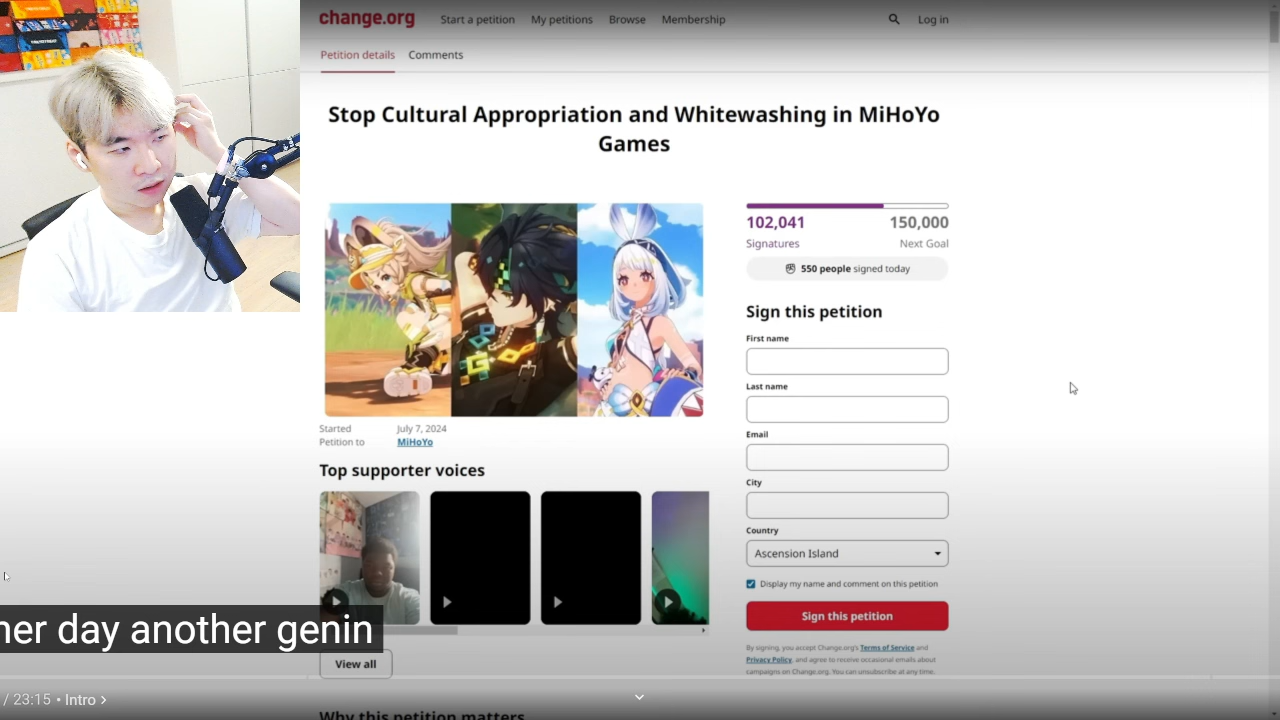 change.org
Start a petition
My petitions
Browse
Membership
Log in
Petition details
Comments
Stop Cultural Appropriation and Whitewashing in MiHoYo
Games
102,041
150,000
Signatures
Next Goal
550 people signed today
Sign this petition
First name
Last name
Started July 7, 2024
Petition to MiHoYo
Email
Top supporter voices
City
Country
Ascension Island
Display my name and comment on this petition
Sign this petition
ner day another genin
By signing, you accept Change.org's Terms of Service and
Privacy Policy, and agree to receive occasional emails about
campaigns on Change.org. You can unsubscribe at any time.
View all
/ 23:15 • Intro >
Why this petition matters